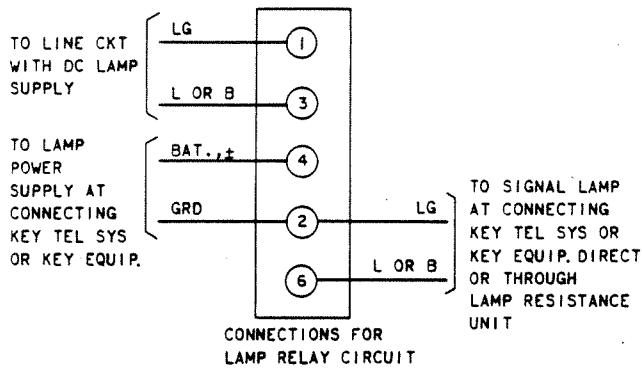 TO LINE CKT
WITH DC LAMP
SUPPLY
LG
1
L OR B
3
TO LAMP
POWER
SUPPLY AT
CONNECTING
KEY TEL SYS
OR KEY EQUIP.
BAT.,±
4
GRD
2
LG
L OR B
6
TO SIGNAL LAMP
AT CONNECTING
KEY TEL SYS OR
KEY EQUIP. DIRECT
OR THROUGH
LAMP RESISTANCE
UNIT
CONNECTIONS FOR
LAMP RELAY CIRCUIT